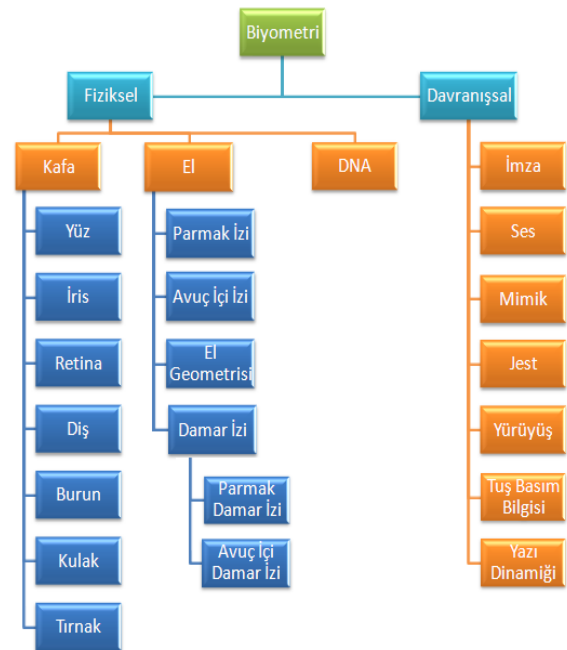 Biyometri
Fiziksel
Davranışsal
Kafa
El
DNA
Yüz
İris
Retina
Diş
Burun
Kulak
Tırnak
Parmak İzi
Avuç İçi İzi
El
Geometrisi
Damar İzi
Parmak
Damar İzi
Avuç İçi
Damar İzi
İmza
Ses
Mimik
Jest
Yürüyüş
Tuş Basım
Bilgisi
Yazı
Dinamiği